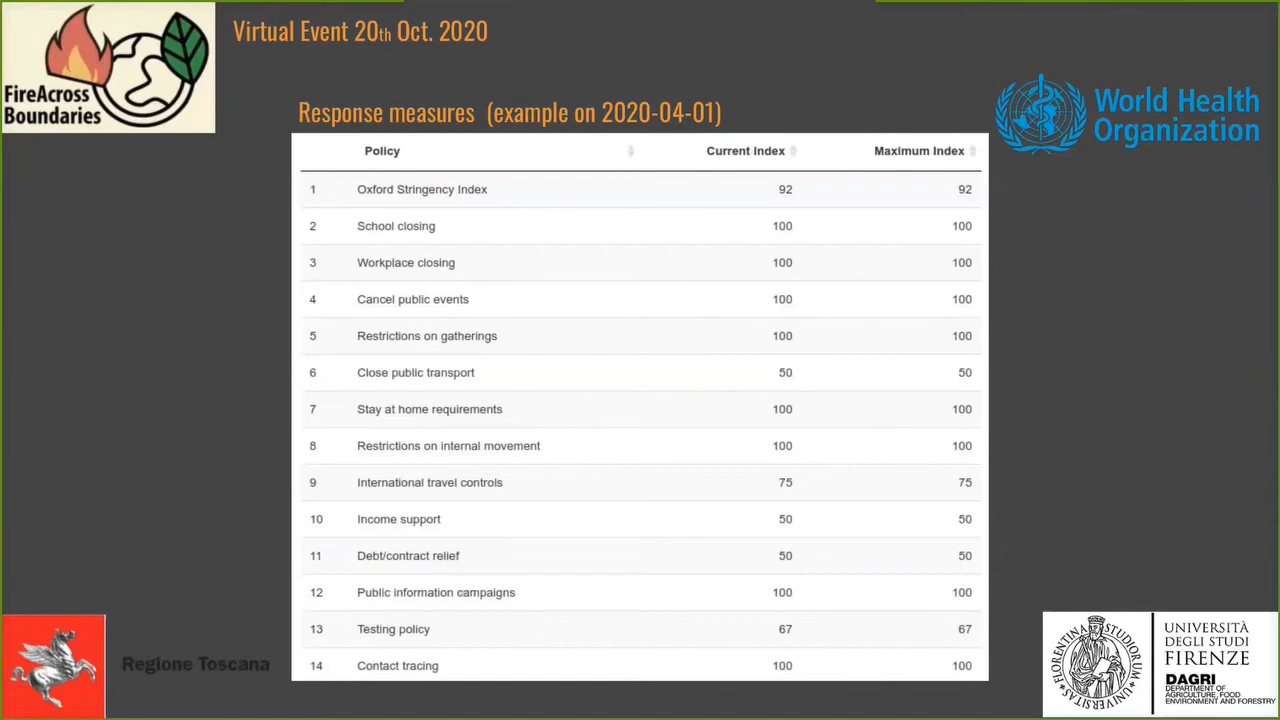 FireAcross
Boundaries
Virtual Event 20th Oct. 2020
Response measures (example on 2020-04-01)
World Health
Organization
Policy Current Index Maximum Index
1 Oxford Stringency Index 92 92
2 School closing 100 100
3 Workplace closing 100 100
4 Cancel public events 100 100
5 Restrictions on gatherings 100 100
6 Close public transport 50 50
7 Stay at home requirements 100 100
8 Restrictions on internal movement 100 100
9 International travel controls 75 75
10 Income support 50 50
11 Debt/contract relief 50 50
12 Public information campaigns 100 100
13 Testing policy 67 67
14 Contact tracing 100 100
Regione Toscana
FLORENTINA STUDIORUM UNIVERSITAS
UNIVERSITÀ
DEGLI STUDI
FIRENZE
DAGRI
DEPARTMENT OF
AGRICULTURE, FOOD
ENVIRONMENT AND FORESTRY